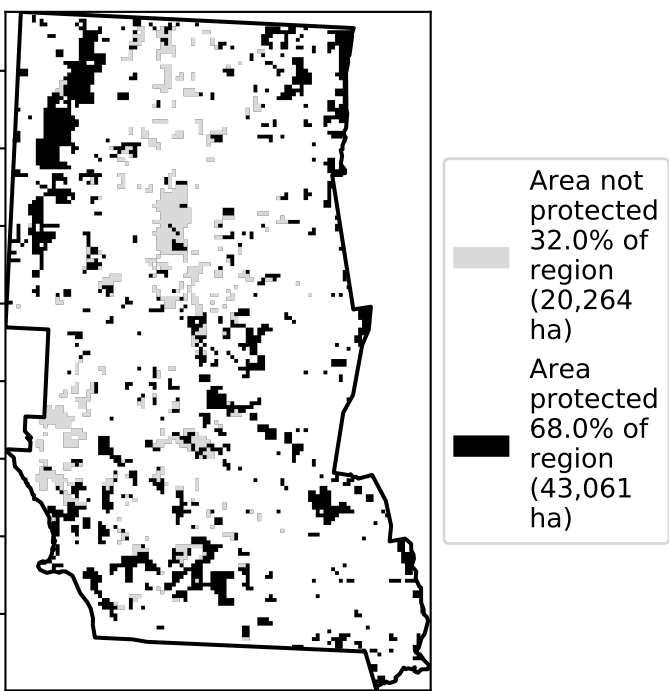 Area not
protected
32.0% of
region
(20,264
ha)
Area
protected
68.0% of
region
(43,061
ha)